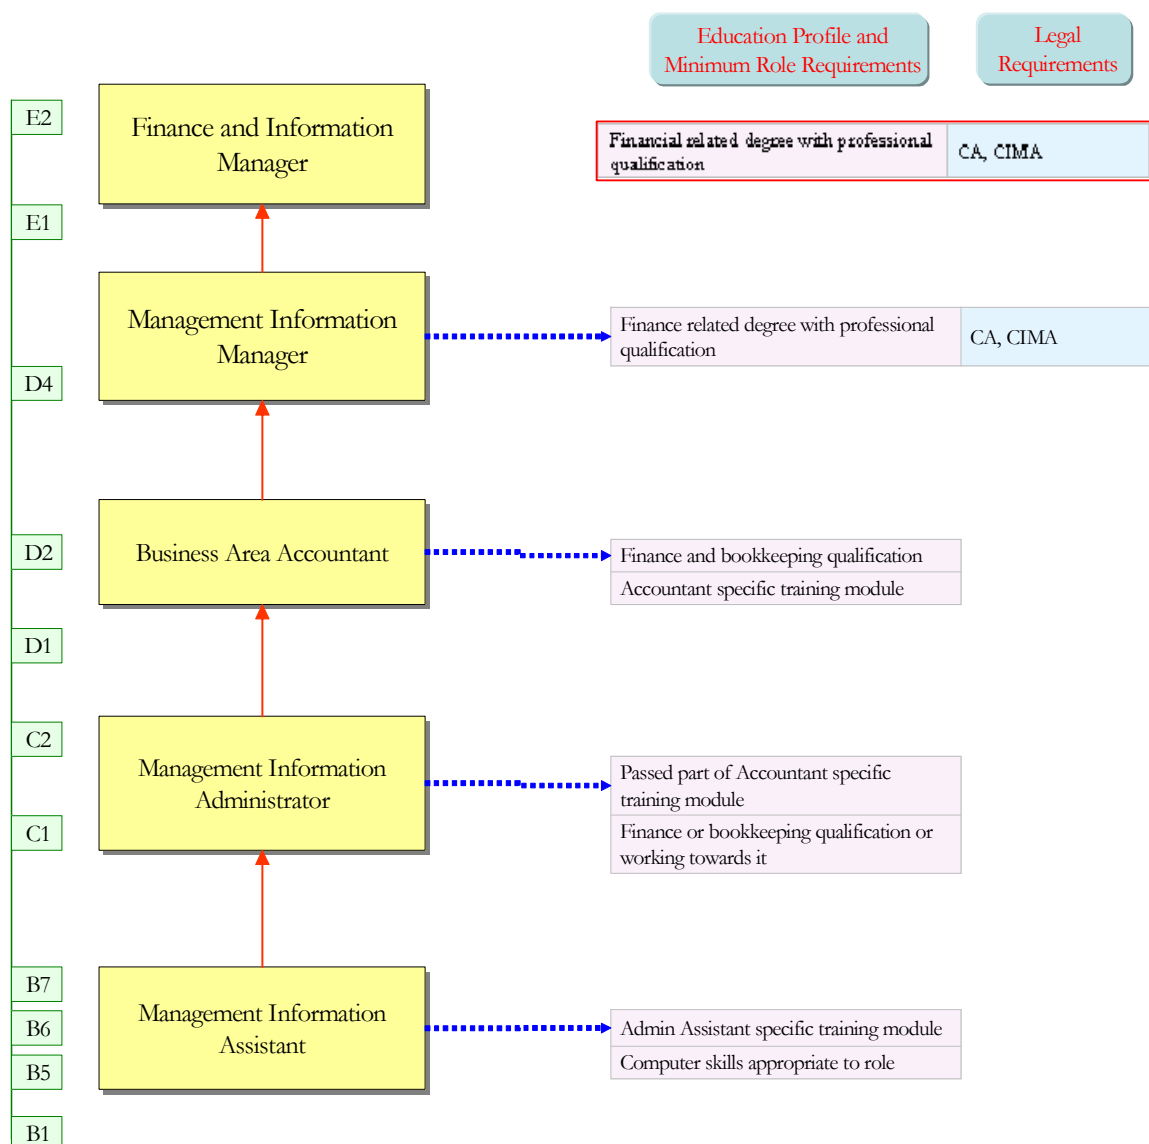 Education Profile and
Minimum Role Requirements
Legal
Requirements
E2
Finance and Information
Manager
Financial related degree with professional
qualification
CA, CIMA
E1
Management Information
Manager
Finance related degree with professional
qualification
CA, CIMA
D4
D2
Business Area Accountant
Finance and bookkeeping qualification
Accountant specific training module
D1
C2
Management Information
Administrator
Passed part of Accountant specific
training module
C1
Finance or bookkeeping qualification or
working towards it
B7
Management Information
Assistant
B6
Admin Assistant specific training module
Computer skills appropriate to role
B5
B1